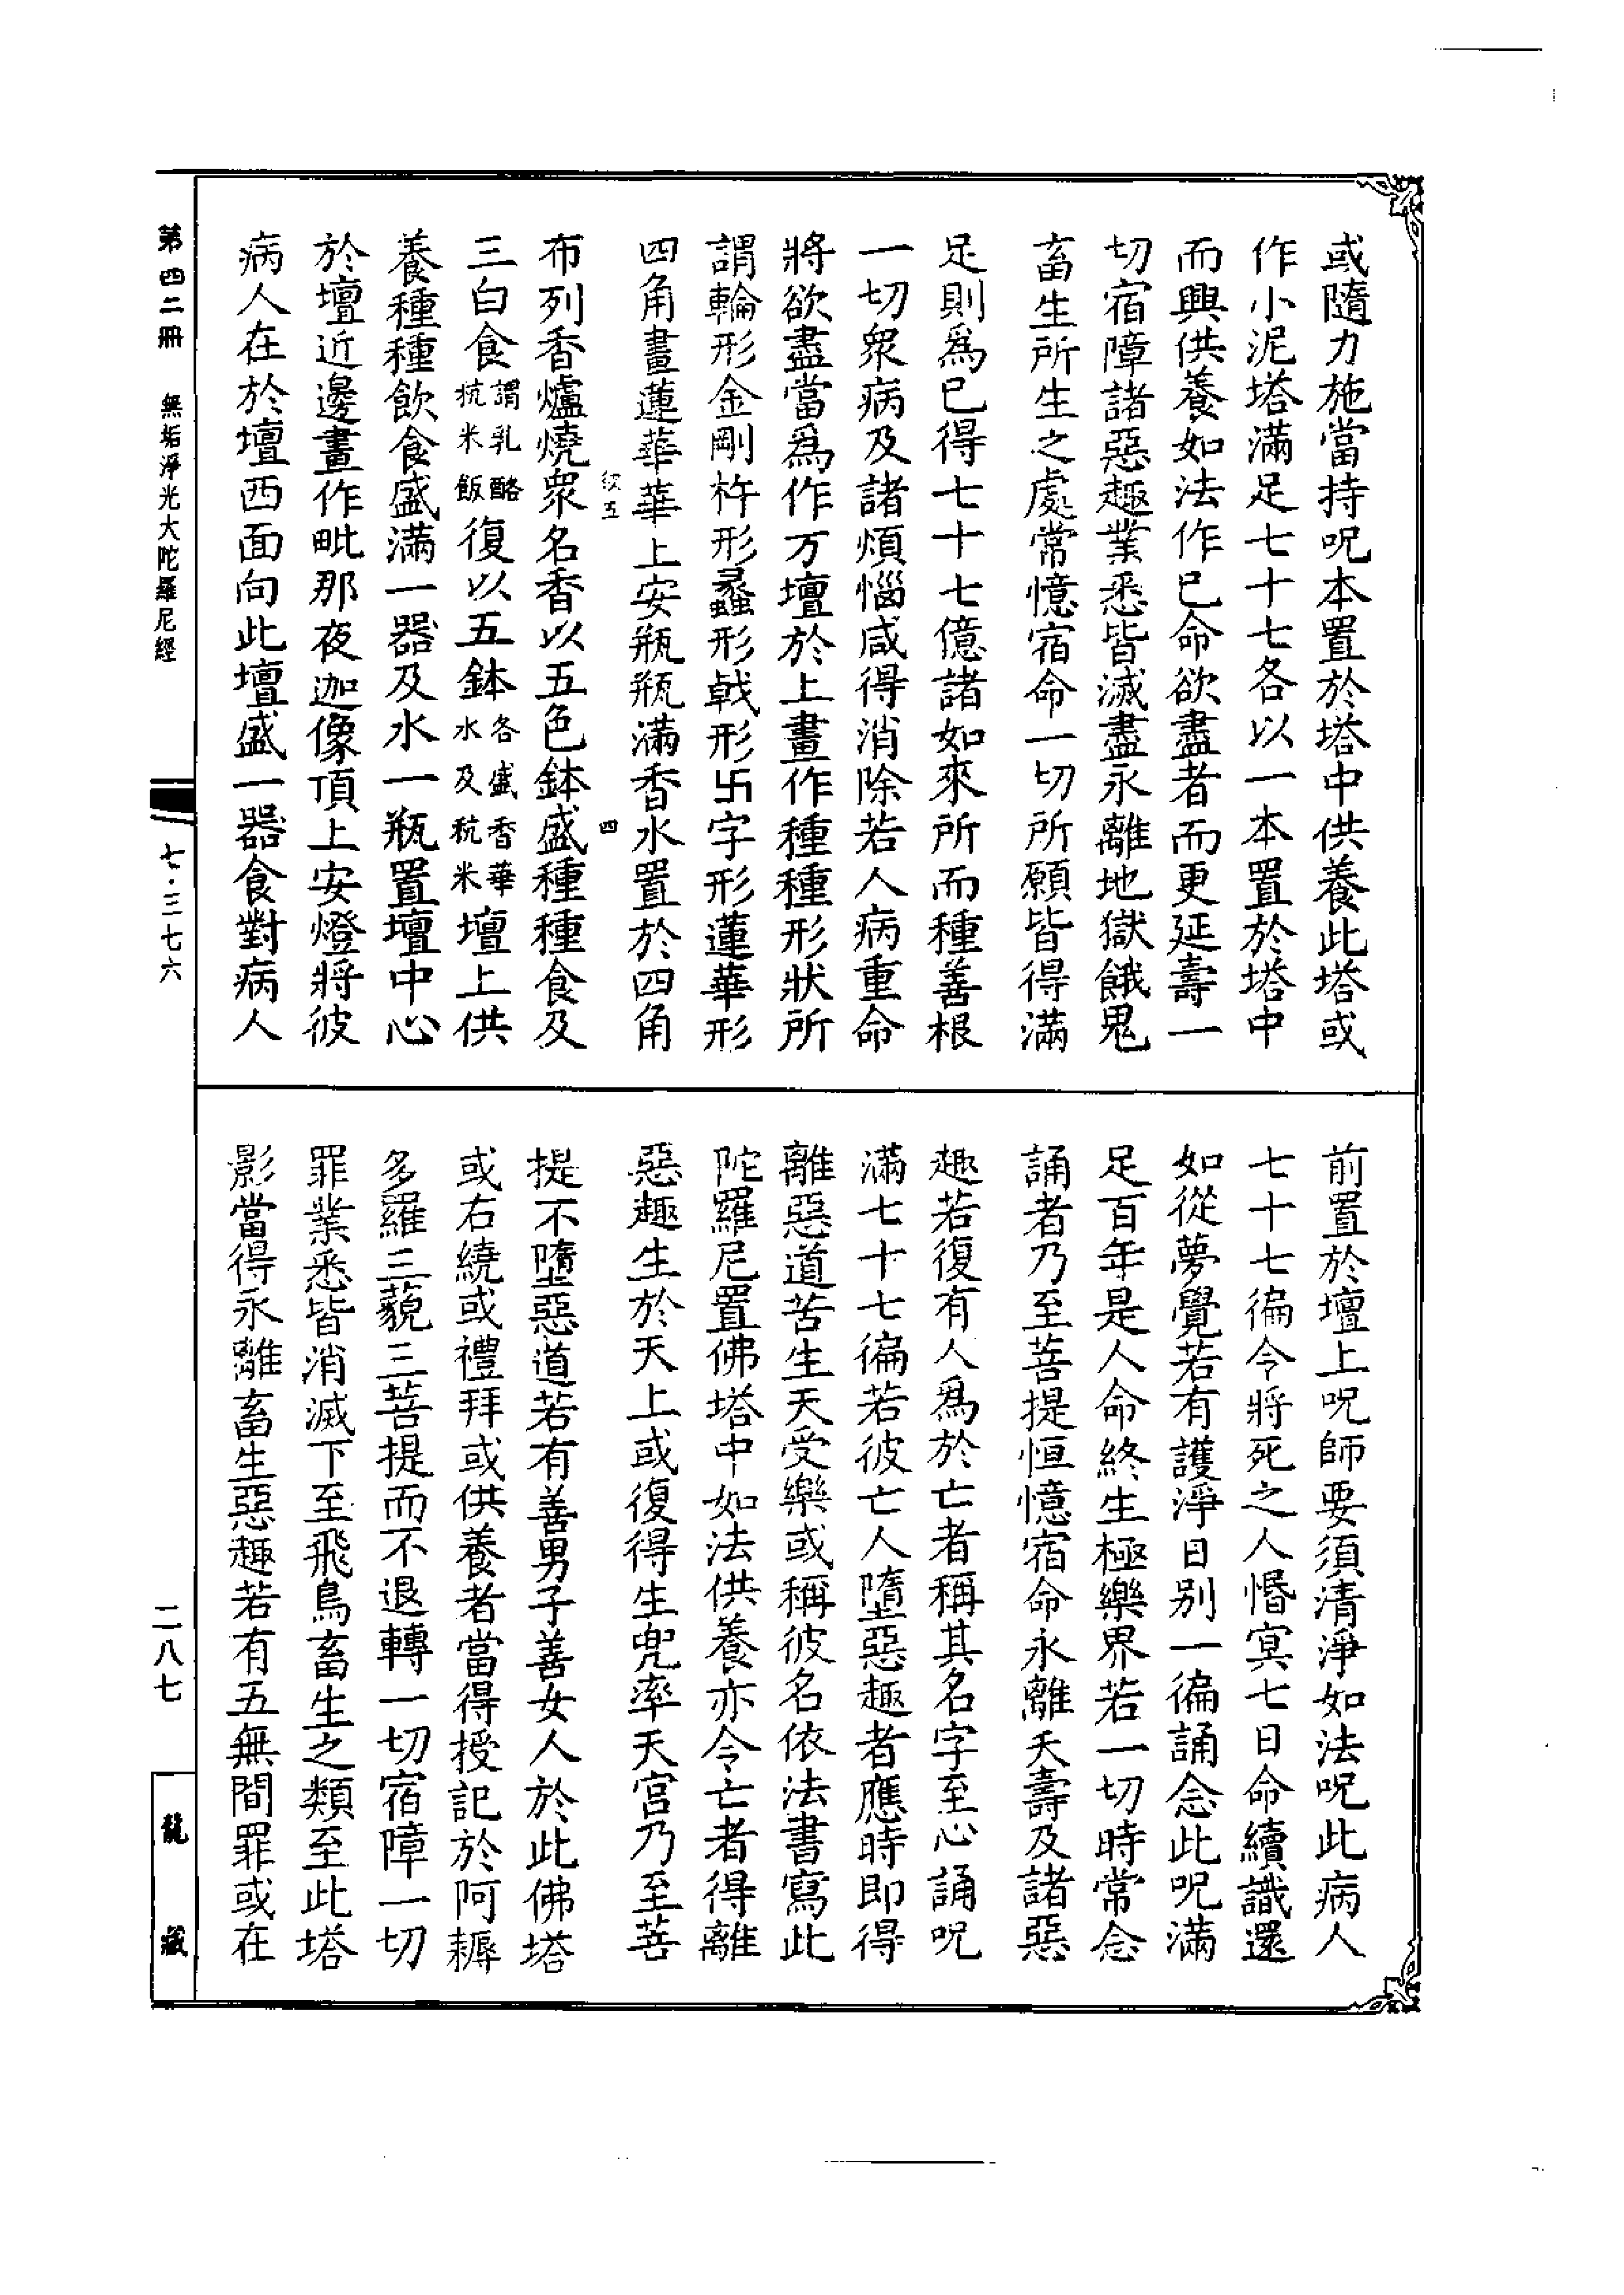 或隨力施當持呪本置於塔中供養此塔或
作小泥塔滿足七十七各以一本置於塔中
而興供養如法作已命欲盡者而更延壽一
切宿障諸惡趣業悉皆滅盡永離地獄餓鬼
畜生所生之處常憶宿命一切所願皆得滿
足則爲已得七十七億諸如來所而種善根
一切眾病及諸煩惱咸得消除若人病重命
將欲盡當爲作方壇於上畫作種種形狀所
謂輪形金剛杵形蠡形戟形卐字形蓮華形
四角畫蓮華華上安瓶瓶滿香水置於四角
五 四
布列香爐燒眾名香以五色鉢盛種種食及
三白食謂乳酪秔米飯復以五鉢各盛香華水及秔米壇上供
養種種飲食盛滿一器及水一瓶置壇中心
於壇近邊畫作毗那夜迦像頂上安燈將彼
病人在於壇西面向此壇盛一器食對病人
前置於壇上呪師要須清淨如法呪此病人
七十七徧令將死之人惛冥七日命續識還
如從夢覺若有護淨日別一徧誦念此呪滿
足百年是人命終生極樂界若一切時常念
誦者乃至菩提恒憶宿命永離夭壽及諸惡
趣若復有人爲於亡者稱其名字至心誦呪
滿七十七徧若彼亡人墮惡趣者應時即得
離惡道苦生天受樂或稱彼名依法書寫此
陀羅尼置佛塔中如法供養亦令亡者得離
惡趣生於天上或復得生兜率天宮乃至菩
提不墮惡道若有善男子善女人於此佛塔
或右繞或禮拜或供養者當得授記於阿耨
多羅三藐三菩提而不退轉一切宿障一切
罪業悉皆消滅下至飛鳥畜生之類至此塔
影當得永離畜生惡趣若有五無間罪或在
第四二冊 無垢淨光大陀羅尼經
七·三七六
二八七
龍藏